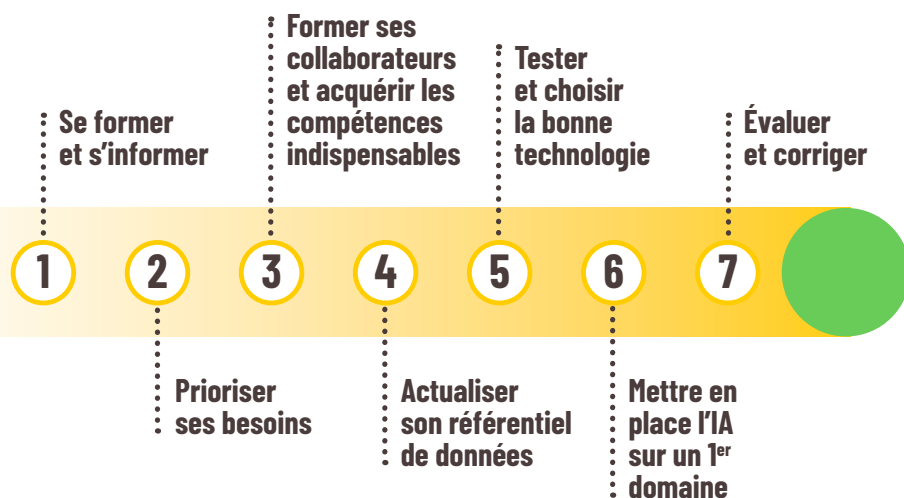 1
Se former
et s’informer
2
Prioriser
ses besoins
3
Former ses
collaborateurs
et acquérir les
compétences
indispensables
4
Actualiser
son référentiel
de données
5
Tester
et choisir
la bonne
technologie
6
Mettre en
place l’IA
sur un 1er
domaine
7
Évaluer
et corriger